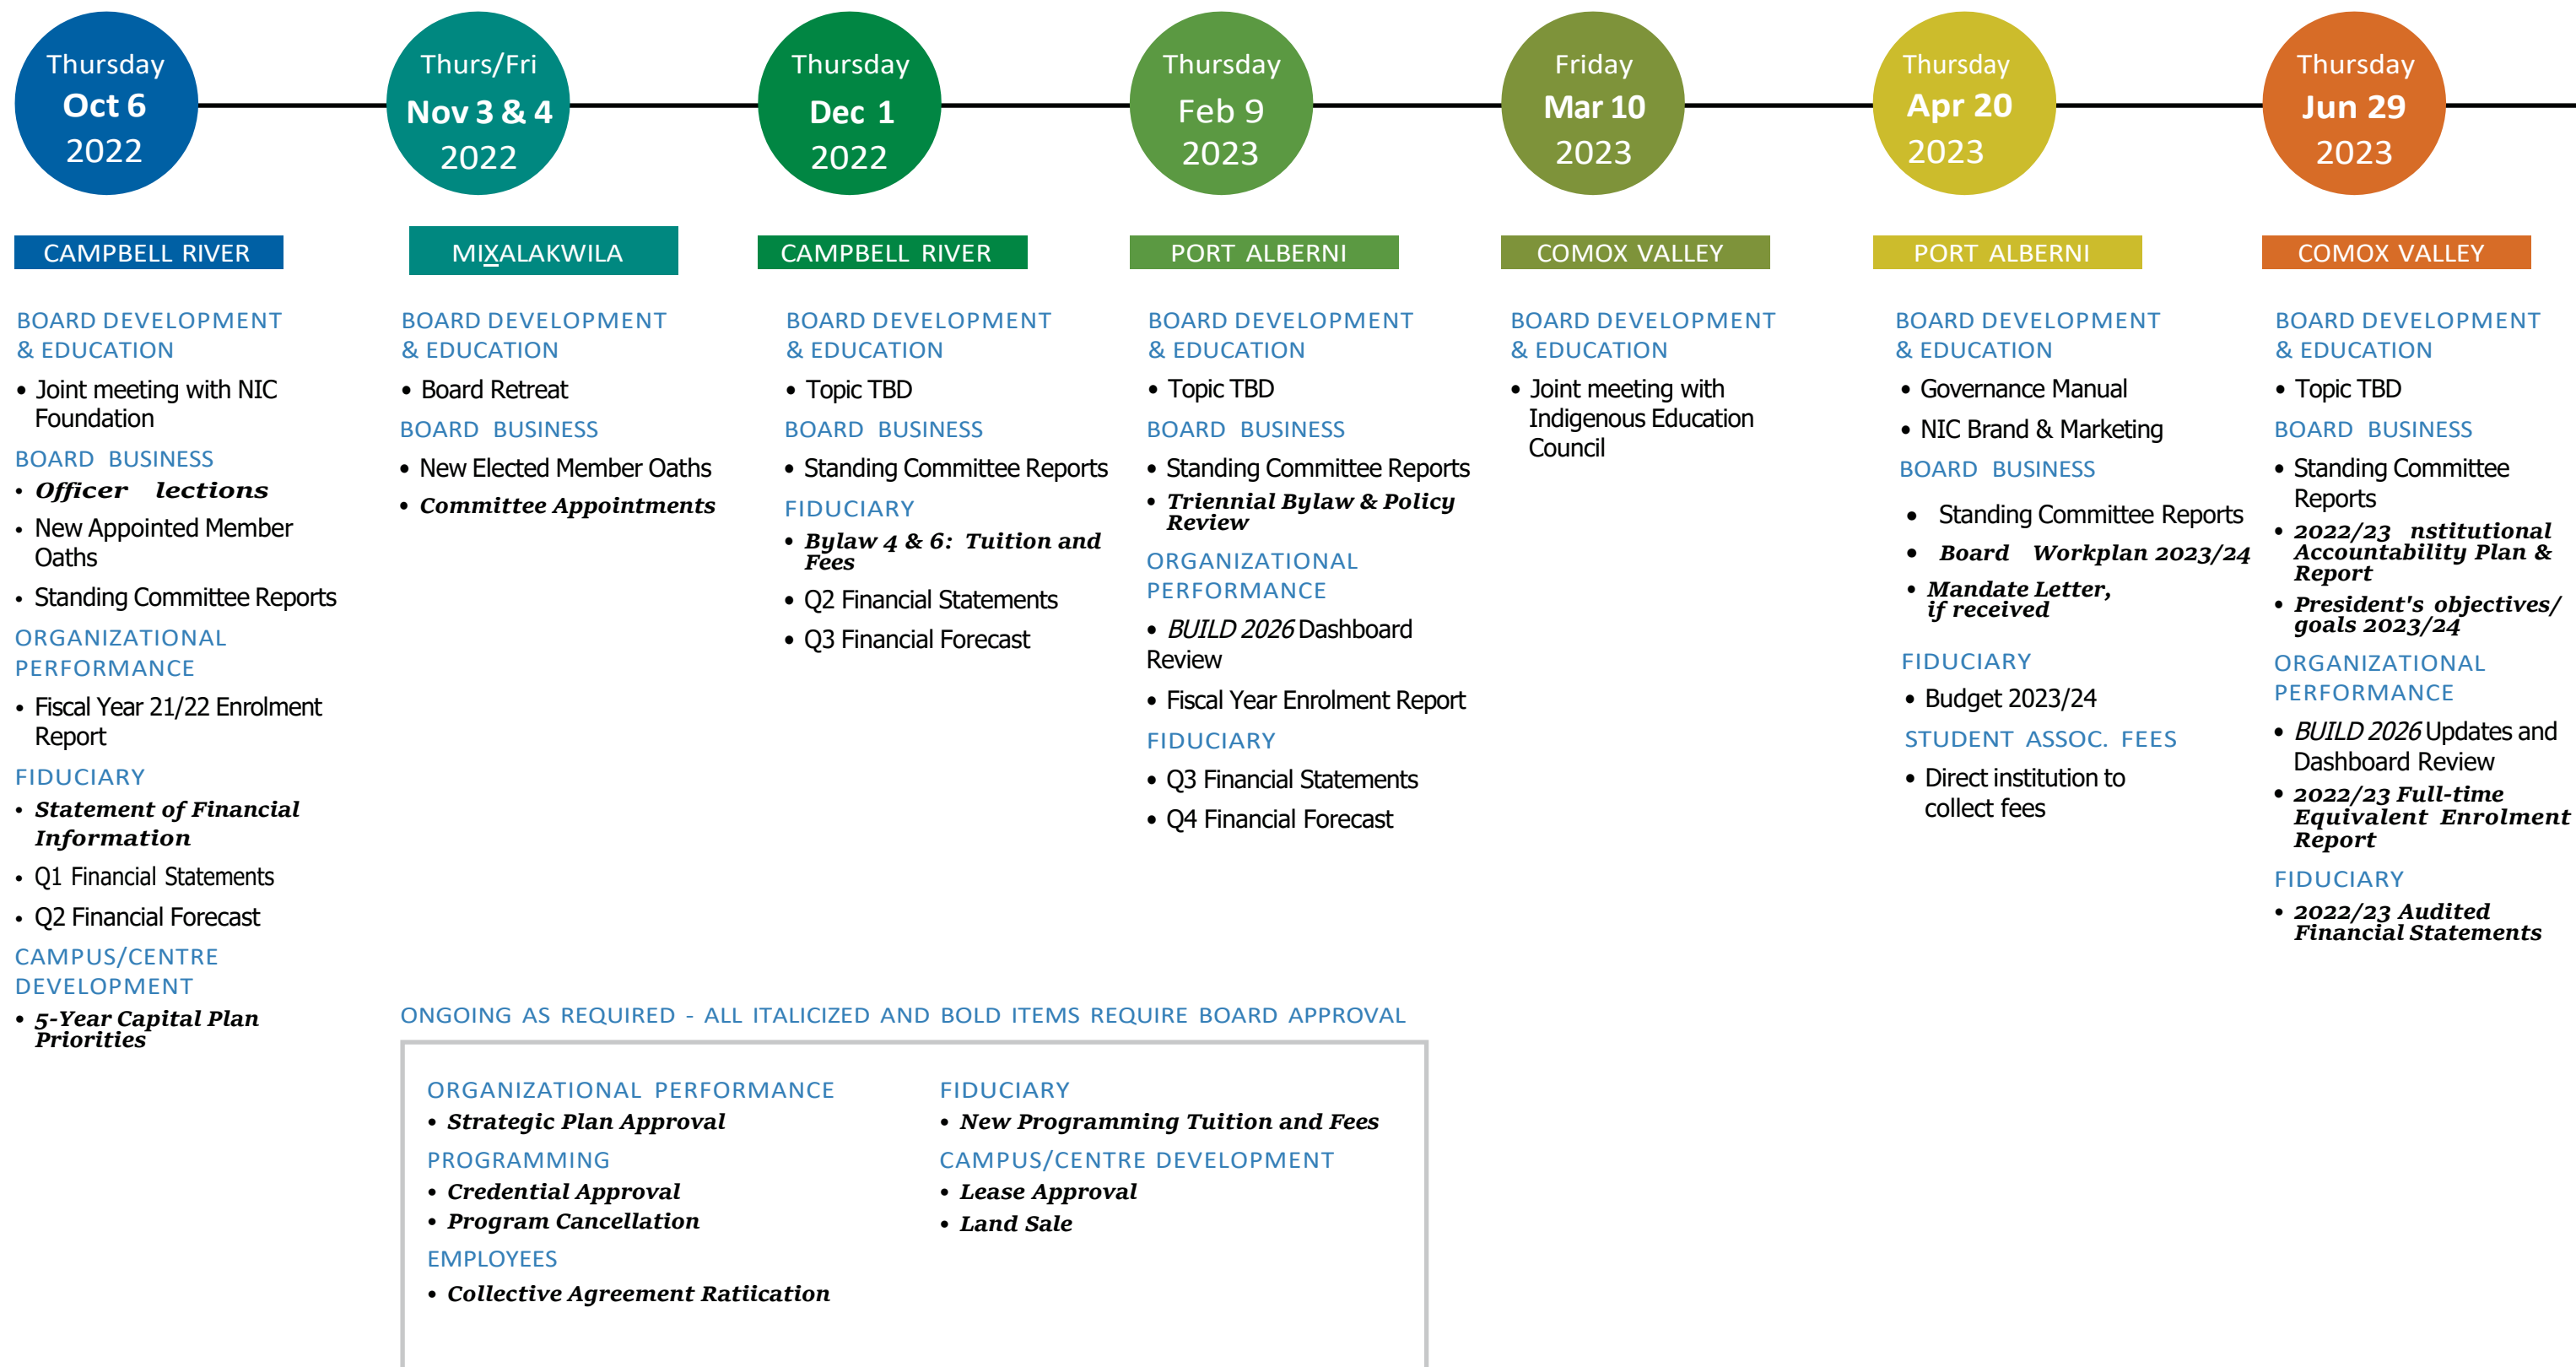 Thursday
Oct 6
2022
CAMPBELL RIVER
BOARD DEVELOPMENT
& EDUCATION
• Joint meeting with NIC
Foundation
BOARD BUSINESS
• Officer lections
• New Appointed Member
Oaths
• Standing Committee Reports
ORGANIZATIONAL
PERFORMANCE
• Fiscal Year 21/22 Enrolment
Report
FIDUCIARY
• Statement of Financial
Information
• Q1 Financial Statements
• Q2 Financial Forecast
CAMPUS/CENTRE
DEVELOPMENT
• 5-Year Capital Plan
Priorities
Thurs/Fri
Nov 3 & 4
2022
MIX̲ALAKWILA
BOARD DEVELOPMENT
& EDUCATION
• Board Retreat
BOARD BUSINESS
• New Elected Member Oaths
• Committee Appointments
Thursday
Dec 1
2022
CAMPBELL RIVER
BOARD DEVELOPMENT
& EDUCATION
• Topic TBD
BOARD BUSINESS
• Standing Committee Reports
FIDUCIARY
• Bylaw 4 & 6: Tuition and
Fees
• Q2 Financial Statements
• Q3 Financial Forecast
Thursday
Feb 9
2023
PORT ALBERNI
BOARD DEVELOPMENT
& EDUCATION
• Topic TBD
BOARD BUSINESS
• Standing Committee Reports
• Triennial Bylaw & Policy
Review
ORGANIZATIONAL
PERFORMANCE
• BUILD 2026 Dashboard
Review
• Fiscal Year Enrolment Report
FIDUCIARY
• Q3 Financial Statements
• Q4 Financial Forecast
Friday
Mar 10
2023
COMOX VALLEY
BOARD DEVELOPMENT
& EDUCATION
• Joint meeting with
Indigenous Education
Council
Thursday
Apr 20
2023
PORT ALBERNI
BOARD DEVELOPMENT
& EDUCATION
• Governance Manual
• NIC Brand & Marketing
BOARD BUSINESS
• Standing Committee Reports
• Board Workplan 2023/24
• Mandate Letter,
if received
FIDUCIARY
• Budget 2023/24
STUDENT ASSOC. FEES
• Direct institution to
collect fees
Thursday
Jun 29
2023
COMOX VALLEY
BOARD DEVELOPMENT
& EDUCATION
• Topic TBD
BOARD BUSINESS
• Standing Committee
Reports
• 2022/23 nstitutional
Accountability Plan &
Report
• President's objectives/
goals 2023/24
ORGANIZATIONAL
PERFORMANCE
• BUILD 2026 Updates and
Dashboard Review
• 2022/23 Full-time
Equivalent Enrolment
Report
FIDUCIARY
• 2022/23 Audited
Financial Statements
ONGOING AS REQUIRED - ALL ITALICIZED AND BOLD ITEMS REQUIRE BOARD APPROVAL
ORGANIZATIONAL PERFORMANCE
• Strategic Plan Approval
PROGRAMMING
• Credential Approval
• Program Cancellation
EMPLOYEES
• Collective Agreement Ratiication
FIDUCIARY
• New Programming Tuition and Fees
CAMPUS/CENTRE DEVELOPMENT
• Lease Approval
• Land Sale